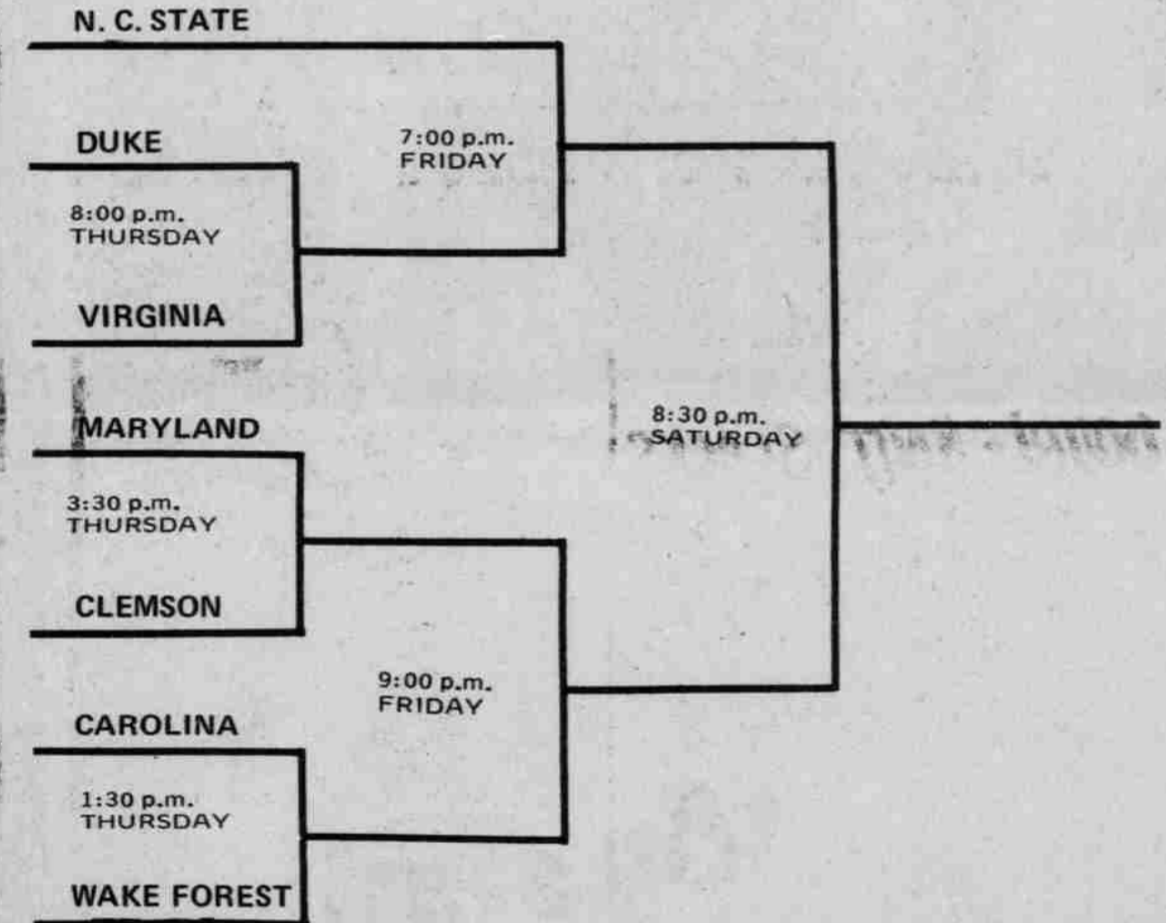 N. C. STATE
DUKE
7:00 p.m.
FRIDAY
8:00 p.m.
THURSDAY
VIRGINIA
MARYLAND
8:30 p.m.
SATURDAY
3:30 p.m.
THURSDAY
CLEMSON
9:00 p.m.
FRIDAY
CAROLINA
1:30 p.m.
THURSDAY
WAKE FOREST